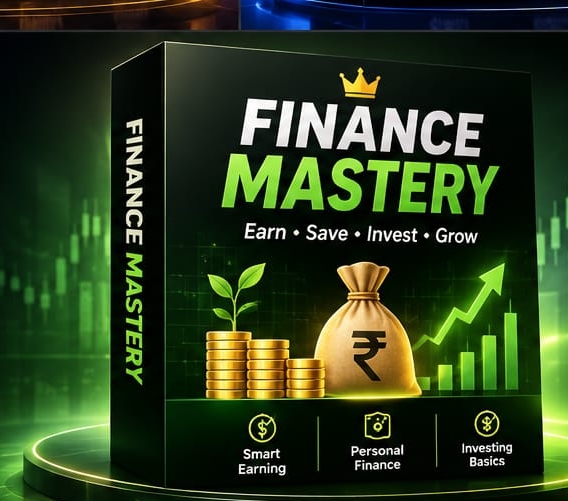 FINANCE
MASTERY
Earn • Save • Invest • Grow
FINANCE MASTERY
₹
$
Smart
Earning
Personal
Finance
Investing
Basics